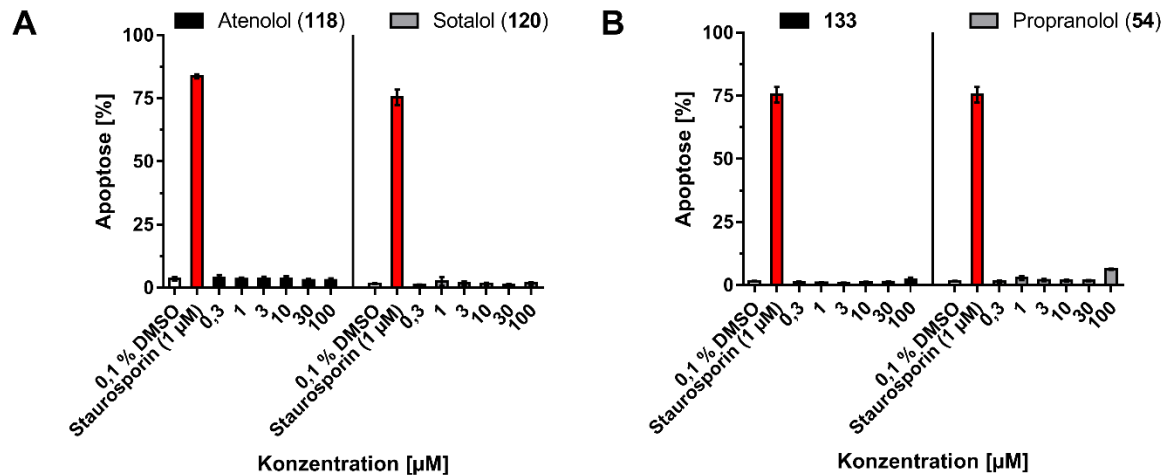 A
Atenolol (118)
Sotalol (120)
100
75
50
25
0
Apoptose [%]
0,1 % DMSO
Staurosporin (1 µM)
0,3
1
3
10
30
100
0,1 % DMSO
Staurosporin (1 µM)
0,3
1
3
10
30
100
Konzentration [µM]
B
133
Propranolol (54)
100
75
50
25
0
Apoptose [%]
0,1 % DMSO
Staurosporin (1 µM)
0,3
1
3
10
30
100
0,1 % DMSO
Staurosporin (1 µM)
0,3
1
3
10
30
100
Konzentration [µM]